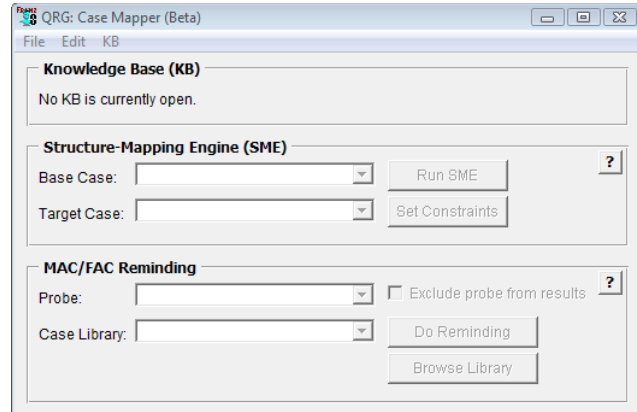 FRANZ
QRG: Case Mapper (Beta)
File Edit KB
Knowledge Base (KB)
No KB is currently open.
Structure-Mapping Engine (SME)
?
Base Case:
Run SME
Target Case:
Set Constraints
MAC/FAC Reminding
?
Probe:
Exclude probe from results
Case Library:
Do Reminding
Browse Library